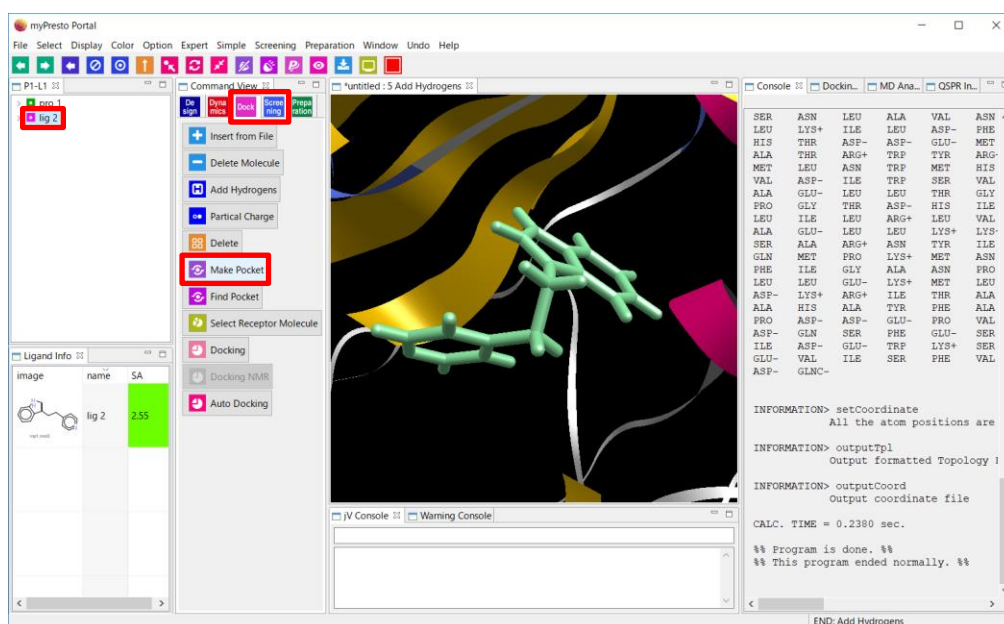 myPresto Portal
File Select Display Color Option Expert Simple Screening Preparation Window Undo Help
P1-L1
pro 1
lig 2
Ligand Info
image name SA
lig 2 2.55
Command View
De sign
Dyna mics
Dock
Scree ning
Prepa ration
Insert from File
Delete Molecule
Add Hydrogens
Partical Charge
Delete
Make Pocket
Find Pocket
Select Receptor Molecule
Docking
Docking NMR
Auto Docking
*untitled : 5 Add Hydrogens
jV Console Warning Console
Console Dockin... MD Ana... QSPR In...
SER ASN LEU ALA VAL ASN
LEU LYS+ ILE LEU ASP- PHE
HIS THR ASP- ASP- GLU- MET
ALA THR ARG+ TRP TYR ARG-
MET LEU ASN TRP MET HIS
VAL ASP- ILE TRP SER VAL
ALA GLU- LEU LEU THR GLY
PRO GLY THR ASP- HIS ILE
LEU ILE LEU ARG+ LEU VAL
ALA GLU- LEU LEU LYS+ LYS-
SER ALA ARG+ ASN TYR ILE
GLN MET PRO LYS+ MET ASN
PHE ILE GLY ALA ASN PRO
LEU LEU GLU- LYS+ MET LEU
ASP- LYS+ ARG+ ILE THR ALA
ALA HIS ALA TYR PHE ALA
PRO ASP- ASP- GLU- PRO VAL
ASP- GLN SER PHE GLU- SER
ILE ASP- GLU- TRP LYS+ SER
GLU- VAL ILE SER PHE VAL
ASP- GLNC-
INFORMATION> setCoordinate
All the atom positions are
INFORMATION> outputTpl
Output formatted Topology
INFORMATION> outputCoord
Output coordinate file
CALC. TIME = 0.2380 sec.
%% Program is done. %%
%% This program ended normally. %%
END: Add Hydrogens